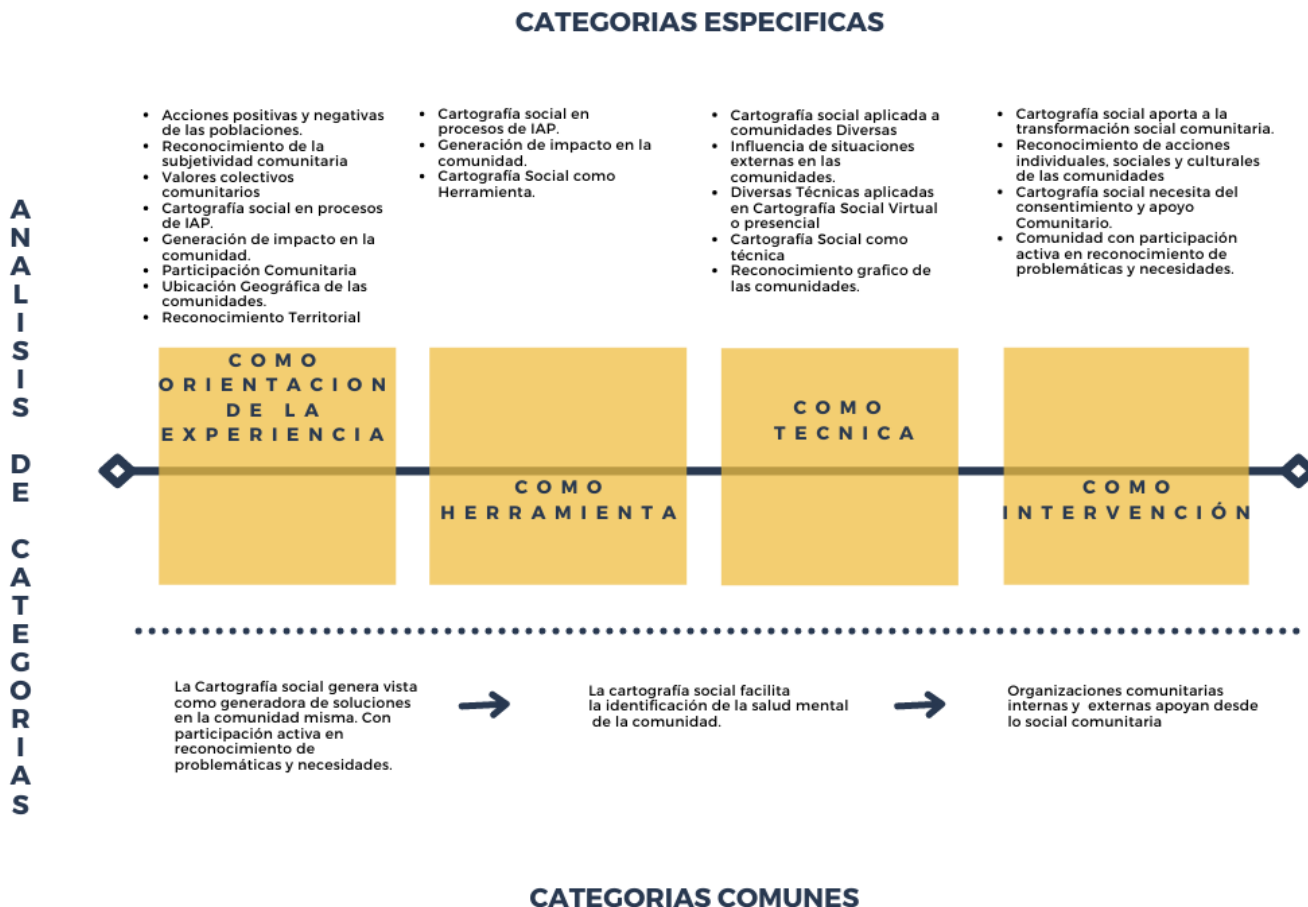 CATEGORIAS ESPECIFICAS
ANALISIS DE CATEGORIAS
• Acciones positivas y negativas
de las poblaciones.
• Reconocimiento de la
subjetividad comunitaria
• Valores colectivos
comunitarios
• Cartografía social en procesos
de IAP.
• Generación de impacto en la
comunidad.
• Participación Comunitaria
• Ubicación Geográfica de las
comunidades.
• Reconocimiento Territorial
• Cartografía social en
procesos de IAP.
• Generación de impacto en la
comunidad.
• Cartografía Social como
Herramienta.
• Cartografía social aplicada a
comunidades Diversas
• Influencia de situaciones
externas en las
comunidades.
• Diversas Técnicas aplicadas
en Cartografía Social Virtual
o presencial
• Cartografía Social como
técnica
• Reconocimiento grafico de
las comunidades.
• Cartografía social aporta a la
transformación social comunitaria.
• Reconocimiento de acciones
individuales, sociales y culturales
de las comunidades
• Cartografía social necesita del
consentimiento y apoyo
Comunitario.
• Comunidad con participación
activa en reconocimiento de
problemáticas y necesidades.
COMO
ORIENTACION
DE LA
EXPERIENCIA
COMO
HERRAMIENTA
COMO
TECNICA
COMO
INTERVENCIÓN
La Cartografía social genera vista
como generadora de soluciones
en la comunidad misma. Con
participación activa en
reconocimiento de
problemáticas y necesidades.
La cartografía social facilita
la identificación de la salud mental
de la comunidad.
Organizaciones comunitarias
internas y externas apoyan desde
lo social comunitaria
CATEGORIAS COMUNES